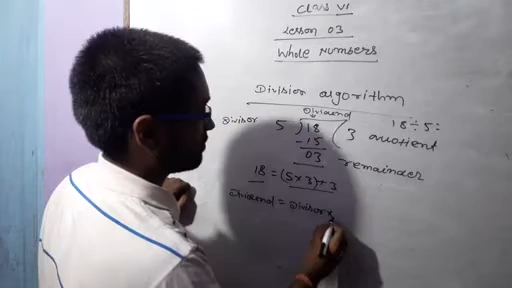 Class VI
Lesson 03
Whole Numbers
Division algorithm
Dividend
18÷5=
Divisor 5)18(3 Quotient
-15
03 remainder
18 = (5×3)+3
Dividend = Divisor×